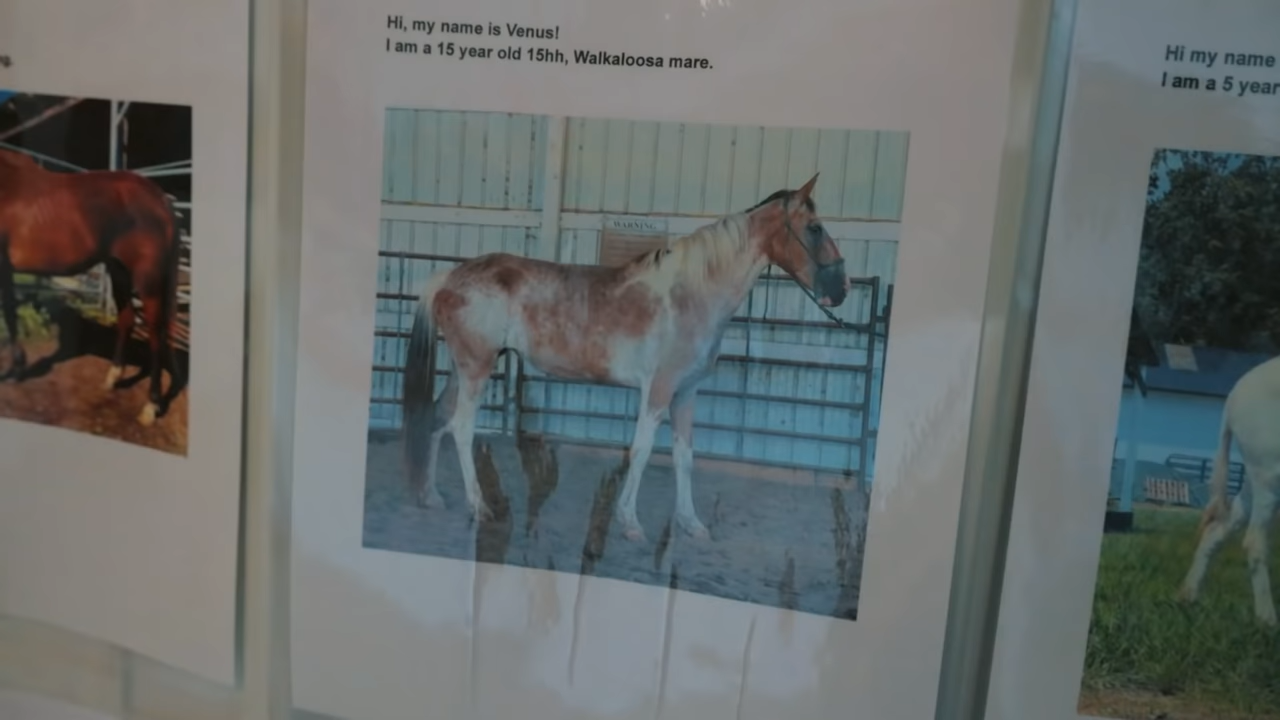 Hi, my name is Venus!
I am a 15 year old 15hh, Walkaloosa mare.
WARNING
Hi my name
I am a 5 year